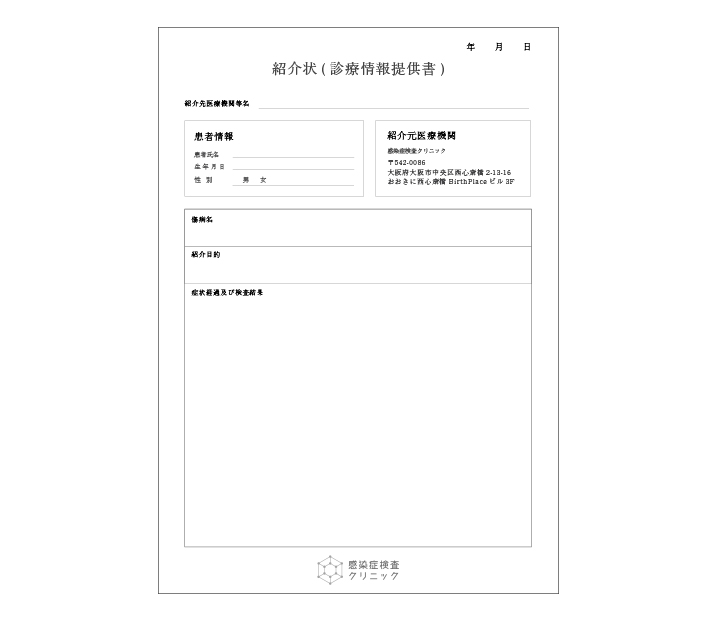 年　月　日
紹介状 ( 診療情報提供書 )
紹介元医療機関等名
患者情報
患者氏名
生年月日
性 別　男　女
紹介元医療機関
感染症検査クリニック
〒542-0086
大阪府大阪市中央区西心斎橋 2-13-16
おおきに西心斎橋 BirthPlace ビル 3F
傷病名
紹介目的
症状経過及び検査結果
感染症検査
クリニック